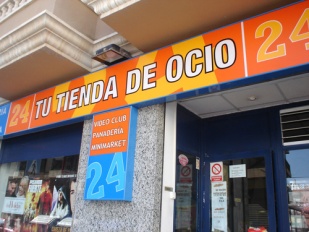 24 TU TIENDA DE OCIO 24
VIDEO CLUB
PANADERIA
MINIMARKET
24